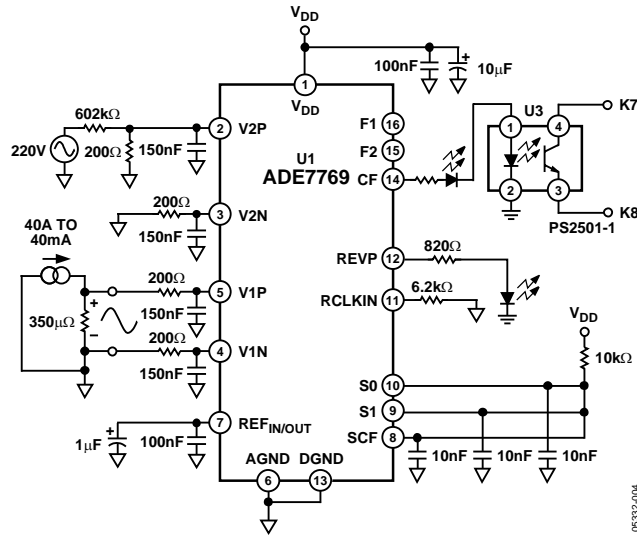 VDD
100nF
10µF
1
VDD
U3
K7
602kΩ
F1
16
1
4
2
V2P
F2
15
220V
200Ω
150nF
U1
ADE7769
CF
14
2
3
K8
PS2501-1
200Ω
3
V2N
150nF
40A TO
40mA
REVP
12
820Ω
200Ω
5
V1P
RCLKIN
11
6.2kΩ
VDD
+
350µΩ
–
150nF
200Ω
10kΩ
4
V1N
150nF
S0
10
S1
9
7
REFIN/OUT
SCF
8
+
1µF
100nF
10nF
10nF
10nF
AGND
DGND
6
13
05332-004